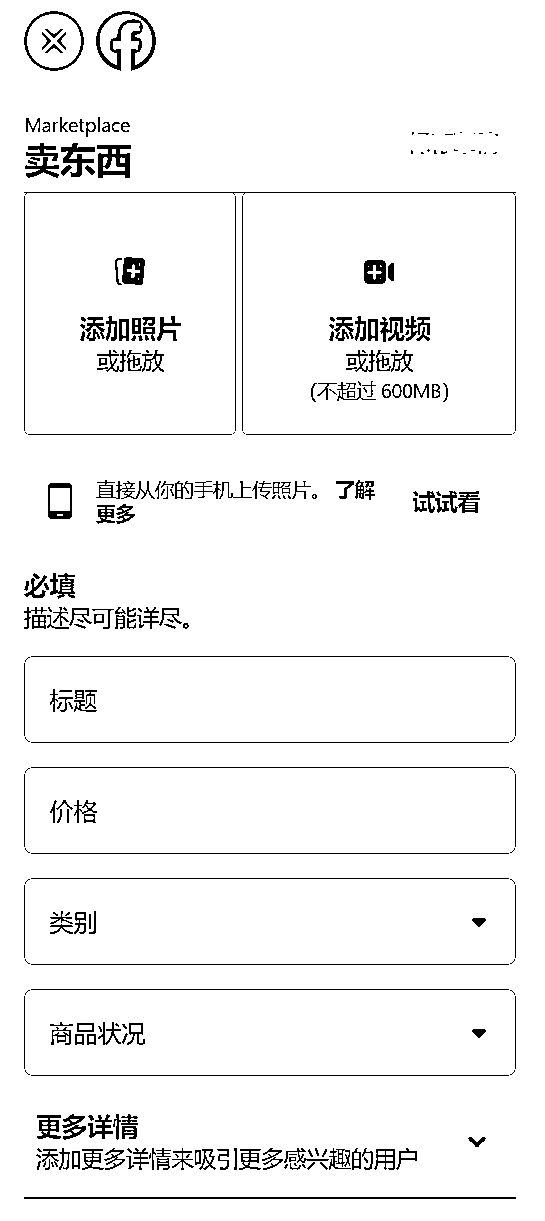 Marketplace
卖东西
添加照片
或拖放
添加视频
或拖放
(不超过 600MB)
直接从你的手机上传照片。 了解
更多
试试看
必填
描述尽可能详尽。
标题
价格
类别
商品状况
更多详情
添加更多详情来吸引更多感兴趣的用户